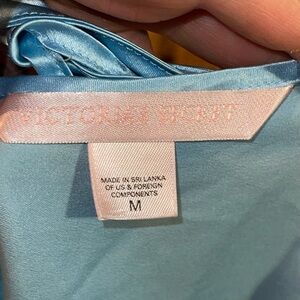 VICTORIA'S SECRET
MADE IN SRI LANKA
OF US & FOREIGN
COMPONENTS
M